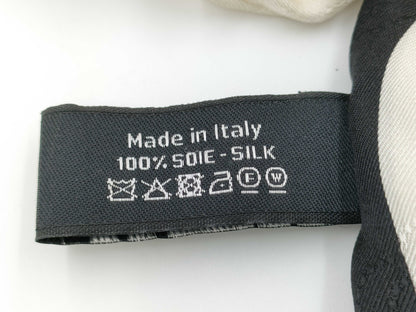 Made in Italy
100% SOIE - SILK
F W